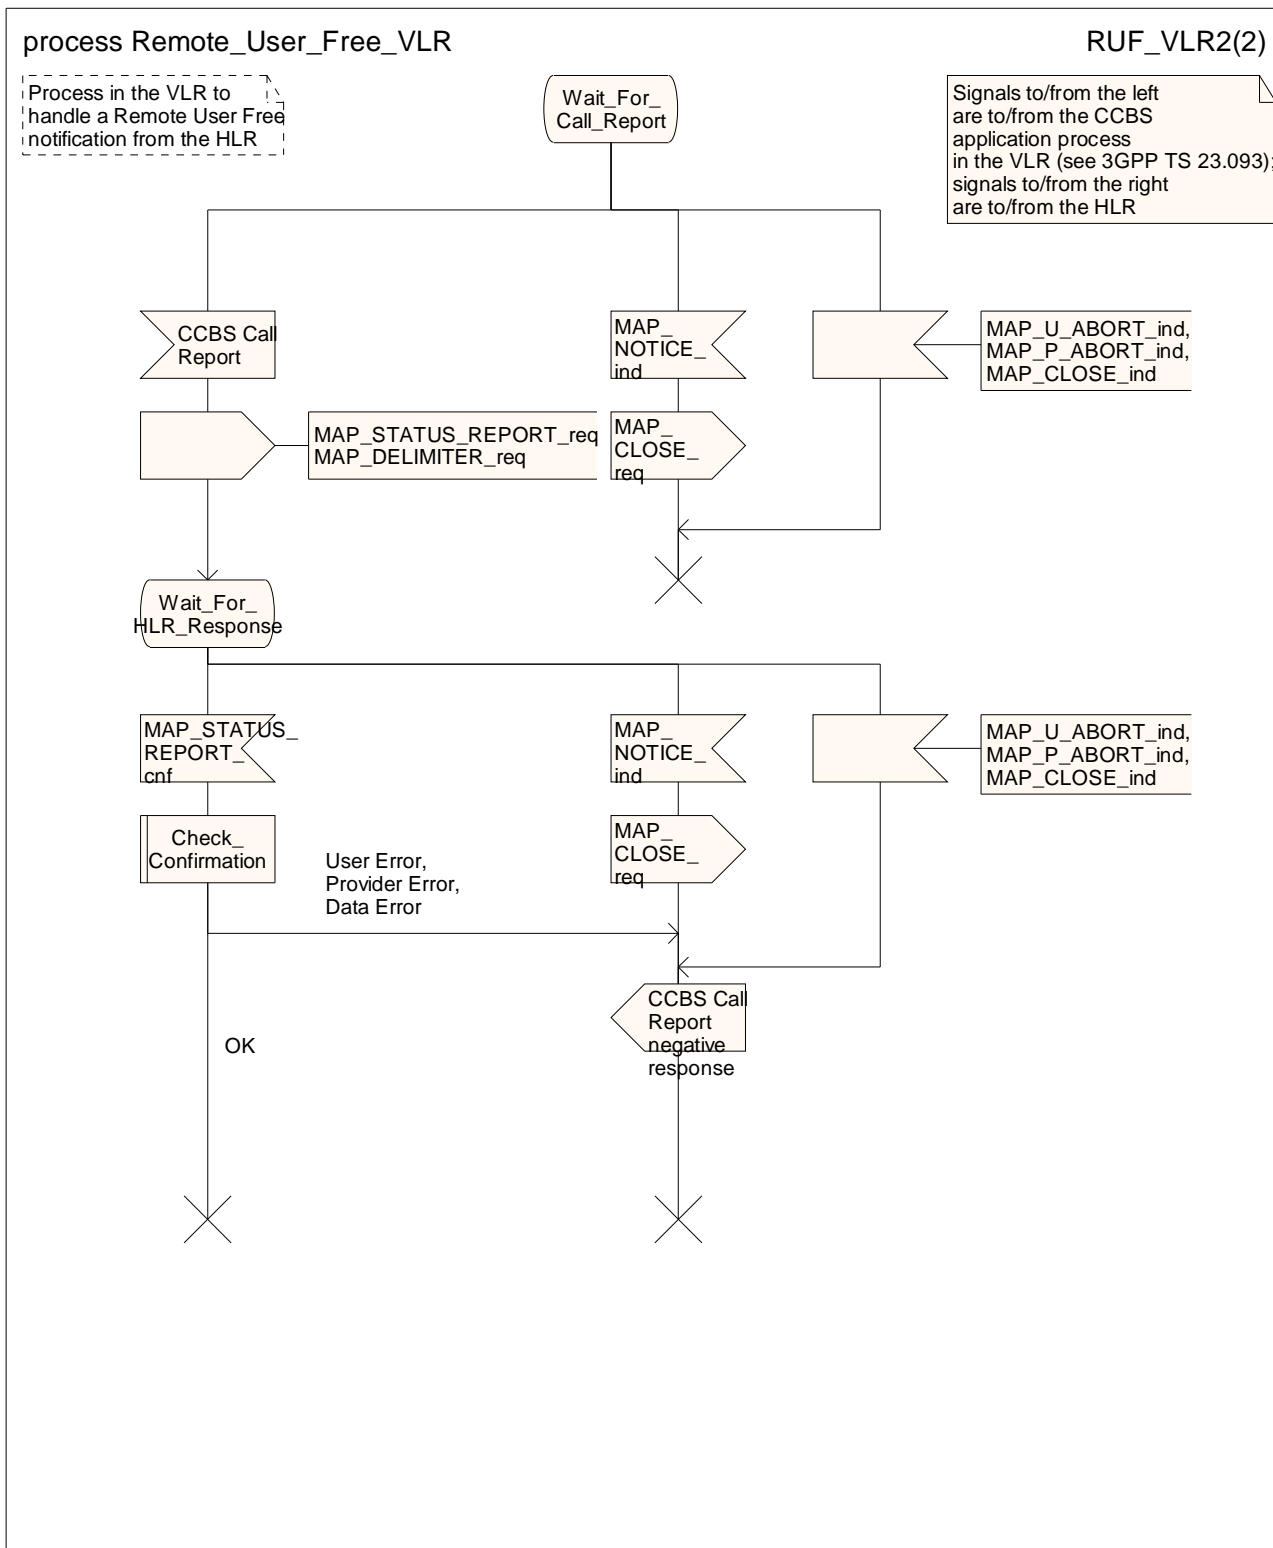 process Remote_User_Free_VLR
RUF_VLR2(2)
Process in the VLR to
handle a Remote User Free
notification from the HLR
Wait_For_
Call_Report
Signals to/from the left
are to/from the CCBS
application process
in the VLR (see 3GPP TS 23.093);
signals to/from the right
are to/from the HLR
CCBS Call
Report
MAP_
NOTICE_
ind
MAP_U_ABORT_ind,
MAP_P_ABORT_ind,
MAP_CLOSE_ind
MAP_STATUS_REPORT_req
MAP_DELIMITER_req
MAP_
CLOSE_
req
Wait_For_
HLR_Response
MAP_STATUS_
REPORT_
cnf
MAP_
NOTICE_
ind
MAP_U_ABORT_ind,
MAP_P_ABORT_ind,
MAP_CLOSE_ind
Check_
Confirmation
User Error,
Provider Error,
Data Error
MAP_
CLOSE_
req
CCBS Call
Report
negative
response
OK